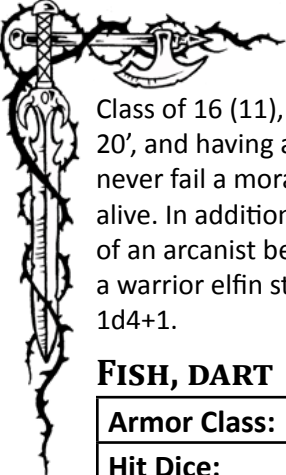 Class of 16 (11),
20’, and having a
never fail a mora
alive. In addition
of an arcanist be
a warrior elfin st
1d4+1.
FISH, DART
Armor Class:
Hit Dice: